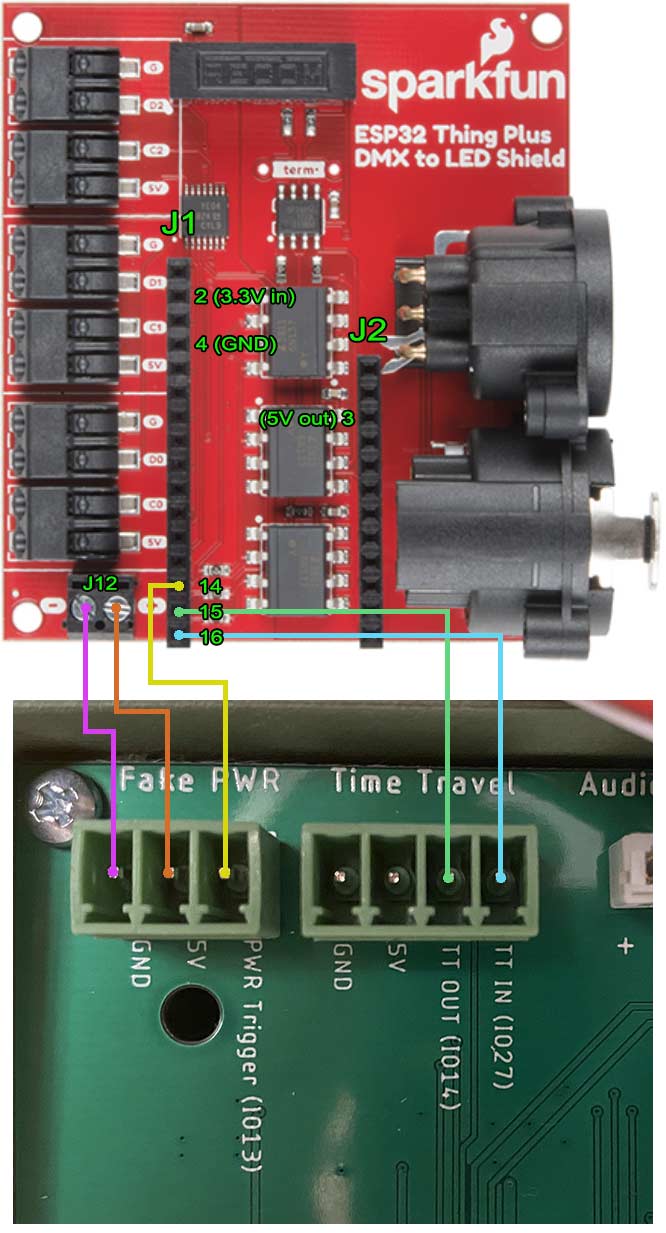 sparkfun
ESP32 Thing Plus
DMX to LED Shield
G
D2
C2
5V
G
D1
C1
5V
G
D0
C0
5V
term
J1
2 (3.3V in)
4 (GND)
J2
(5V out) 3
J12
-
14
15
16
Fake PWR
Time Travel
GND
5V
PWR Trigger (IO13)
GND
5V
TT OUT (IO14)
TT IN (IO27)
+